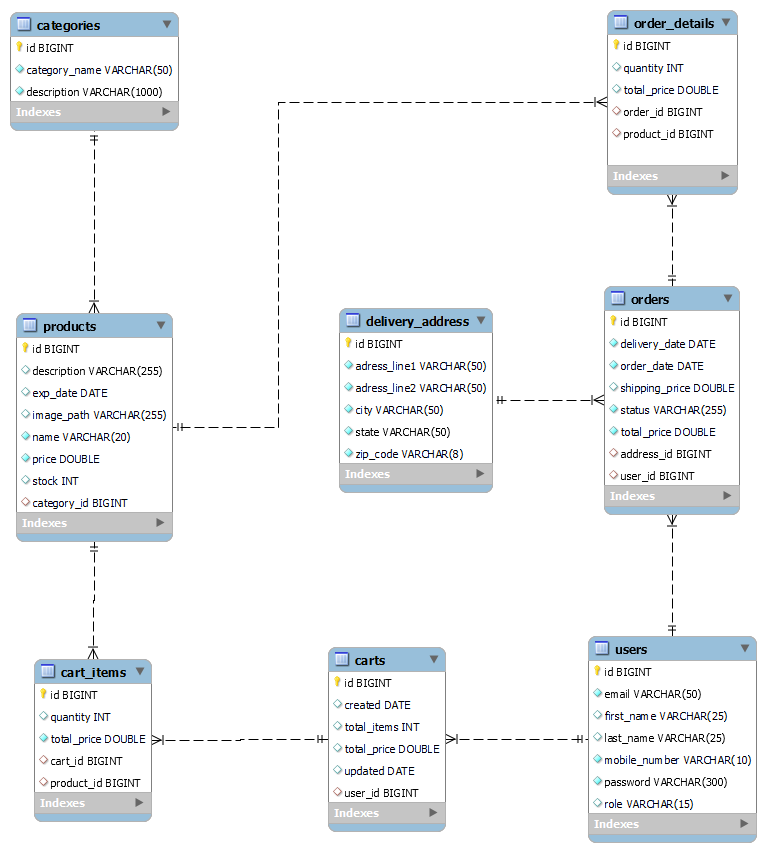 categories
id BIGINT
category_name VARCHAR(50)
description VARCHAR(1000)
Indexes
order_details
id BIGINT
quantity INT
total_price DOUBLE
order_id BIGINT
product_id BIGINT
Indexes
products
id BIGINT
description VARCHAR(255)
exp_date DATE
image_path VARCHAR(255)
name VARCHAR(20)
price DOUBLE
stock INT
category_id BIGINT
Indexes
delivery_address
id BIGINT
adress_line1 VARCHAR(50)
adress_line2 VARCHAR(50)
city VARCHAR(50)
state VARCHAR(50)
zip_code VARCHAR(8)
Indexes
orders
id BIGINT
delivery_date DATE
order_date DATE
shipping_price DOUBLE
status VARCHAR(255)
total_price DOUBLE
address_id BIGINT
user_id BIGINT
Indexes
cart_items
id BIGINT
quantity INT
total_price DOUBLE
cart_id BIGINT
product_id BIGINT
Indexes
carts
id BIGINT
created DATE
total_items INT
total_price DOUBLE
updated DATE
user_id BIGINT
Indexes
users
id BIGINT
email VARCHAR(50)
first_name VARCHAR(25)
last_name VARCHAR(25)
mobile_number VARCHAR(10)
password VARCHAR(300)
role VARCHAR(15)
Indexes